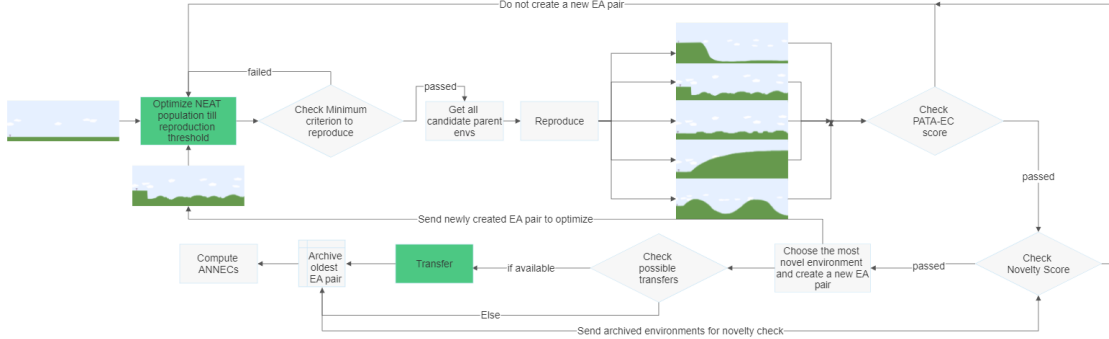 Do not create a new EA pair
failed
Optimize NEAT
population till
reproduction
threshold
Check Minimum
criterion to
reproduce
passed
Get all
candidate parent
envs
Reproduce
Check
PATA-EC
score
passed
Send newly created EA pair to optimize
Compute
ANNECs
Archive
oldest
EA pair
Transfer
if available
Check
possible
transfers
Choose the most
novel environment
and create a new EA
pair
passed
Check
Novelty Score
Else
Send archived environments for novelty check